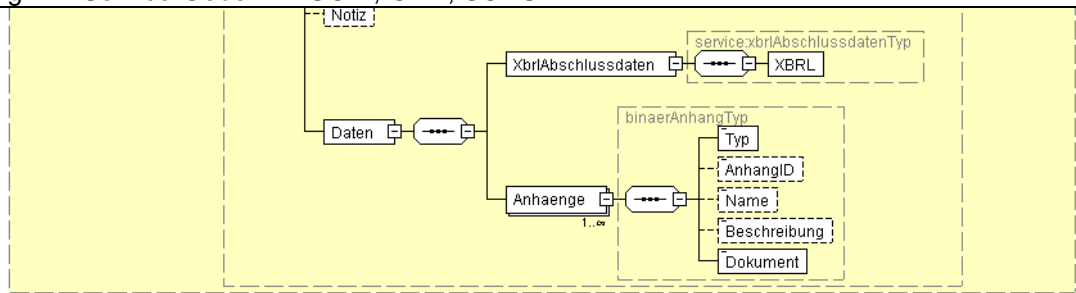 Notiz
service:xbrlAbschlussdatenTyp
XbrlAbschlussdaten
XBRL
binaerAnhangTyp
Daten
Typ
AnhangID
Anhaenge
Name
1..∞
Beschreibung
Dokument